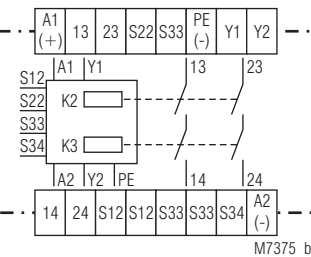 A1 (+) 13 23 S22 S33 PE (-) Y1 Y2
A1 Y1 13 23
S12
S22 K2
S33
S34 K3
A2 Y2 PE 14 24
14 24 S12 S12 S33 S33 S34 A2 (-)
M7375 b